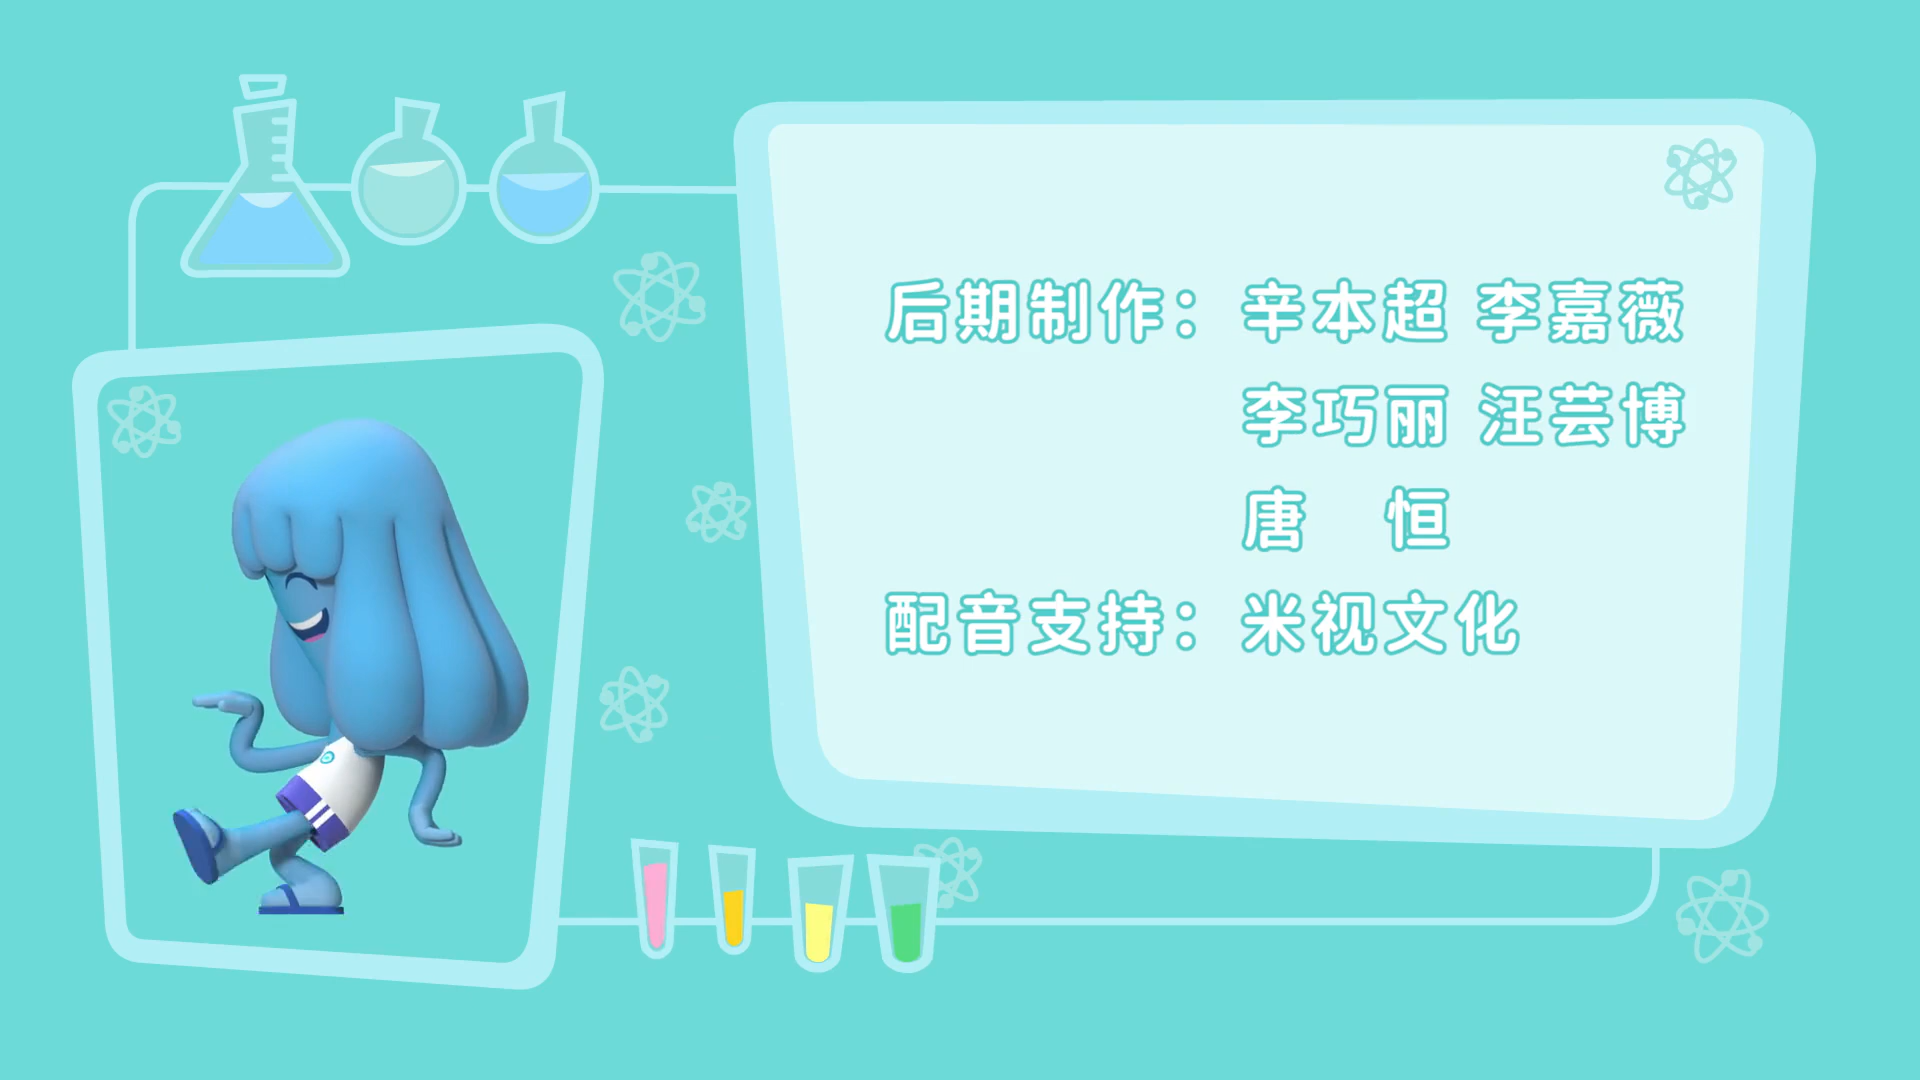 后期制作：辛本超 李嘉薇
李巧丽 汪芸博
唐　恒
配音支持：米视文化